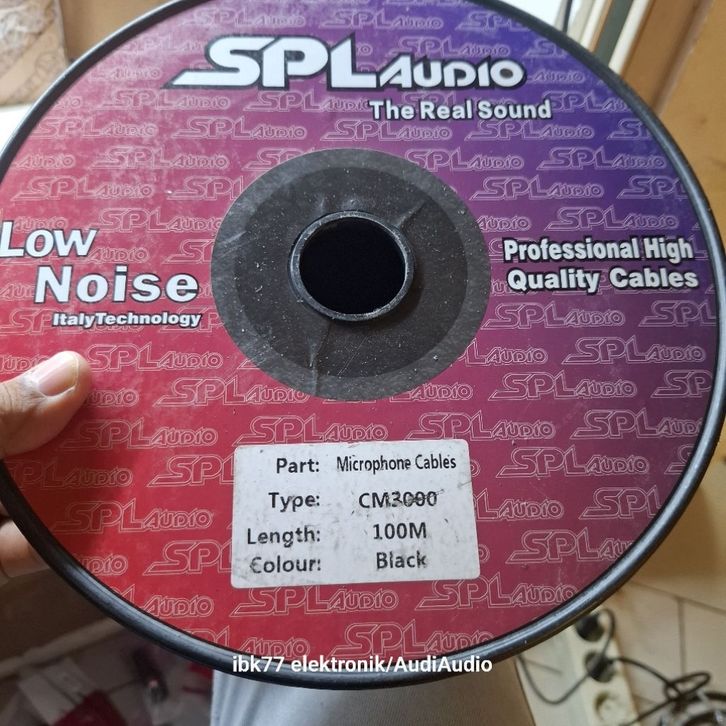 SPL AUDIO
The Real Sound
Low
Noise
ItalyTechnology
Professional High
Quality Cables
Part: Microphone Cables
Type: CM3000
Length: 100M
Colour: Black
ibk77 elektronik/AudiAudio